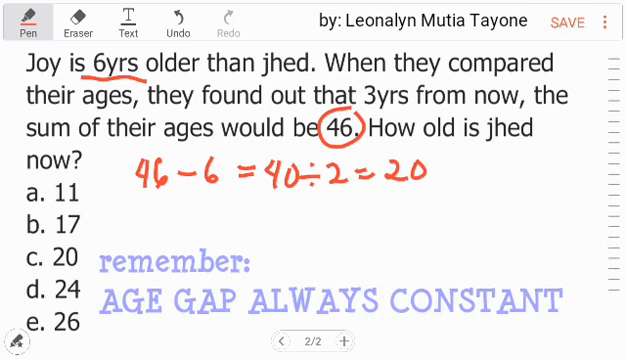 Pen Eraser Text Undo Redo by: Leonalyn Mutia Tayone SAVE
Joy is 6yrs older than jhed. When they compared
their ages, they found out that 3yrs from now, the
sum of their ages would be 46. How old is jhed
now?
46 - 6 = 40 ÷ 2 = 20
a. 11
b. 17
c. 20
d. 24
e. 26
remember:
AGE GAP ALWAYS CONSTANT
< 2/2 >